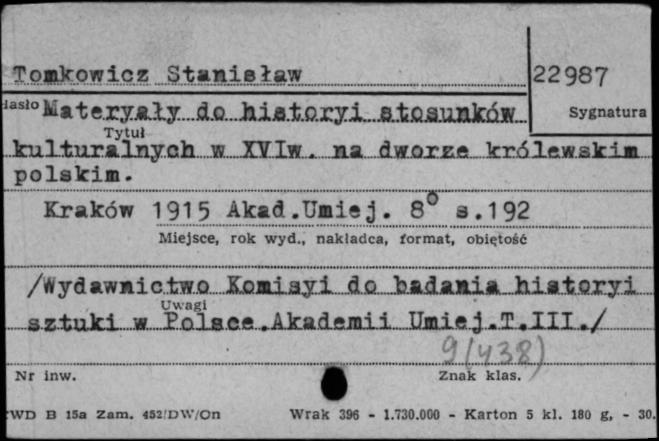 Tomkowicz Stanisław
22987
Hasło
Materyały do historyi stosunków
Sygnatura
Tytuł
kulturalnych w XVIw. na dworze królewskim
polskim.
Kraków 1915 Akad.Umiej. 8° s.192
Miejsce, rok wyd., nakładca, format, objętość
/Wydawnictwo Komisyi do badania historyi
Uwagi
sztuki w Polsce.Akademii Umiej.T.III./
9(438)
Nr inw.
Znak klas.
WD B 15a Zam. 452/DW/On Wrak 396 - 1.730.000 - Karton 5 kl. 180 g, - 30.